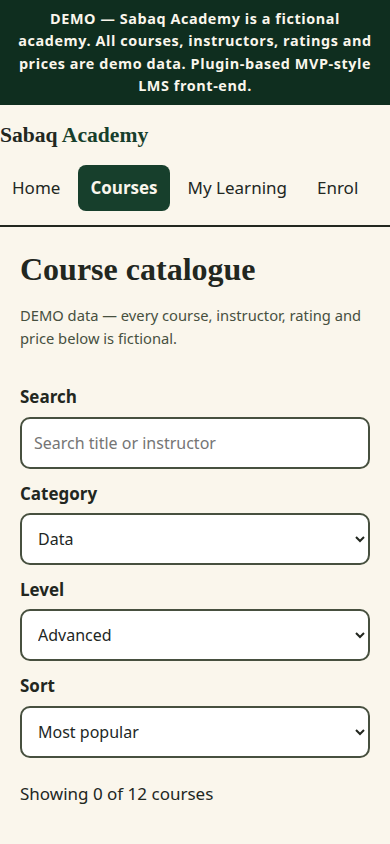 DEMO — Sabaq Academy is a fictional
academy. All courses, instructors, ratings and
prices are demo data. Plugin-based MVP-style
LMS front-end.
Sabaq Academy
Home Courses My Learning Enrol
Course catalogue
DEMO data — every course, instructor, rating and
price below is fictional.
Search
Search title or instructor
Category
Data
Level
Advanced
Sort
Most popular
Showing 0 of 12 courses